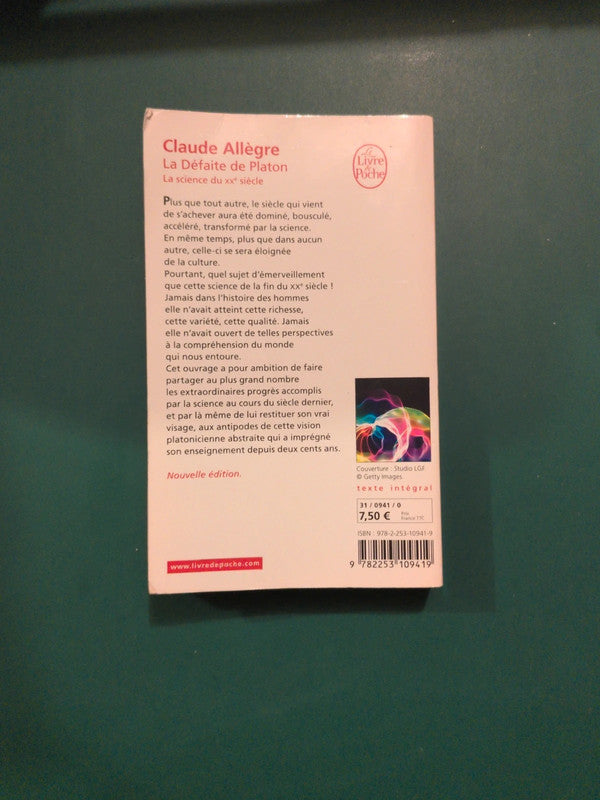 Claude Allègre
La Défaite de Platon
La science du XXe siècle
Le
Livre
de
Poche
Plus que tout autre, le siècle qui vient
de s'achever aura été dominé, bousculé,
accéléré, transformé par la science.
En même temps, plus que dans aucun
autre, celle-ci se sera éloignée
de la culture.
Pourtant, quel sujet d'émerveillement
que cette science de la fin du XXe siècle !
Jamais dans l'histoire des hommes
elle n'avait atteint cette richesse,
cette variété, cette qualité. Jamais
elle n'avait ouvert de telles perspectives
à la compréhension du monde
qui nous entoure.
Cet ouvrage a pour ambition de faire
partager au plus grand nombre
les extraordinaires progrès accomplis
par la science au cours du siècle dernier,
et par là même de lui restituer son vrai
visage, aux antipodes de cette vision
platonicienne abstraite qui a imprégné
son enseignement depuis deux cents ans.
Nouvelle édition.
Couverture : Studio LGF
© Getty Images.
texte intégral
31 / 0941 / 0
7,50 €
Prix
France TTC
ISBN : 978-2-253-10941-9
9 782253 109419
www.livredepoche.com